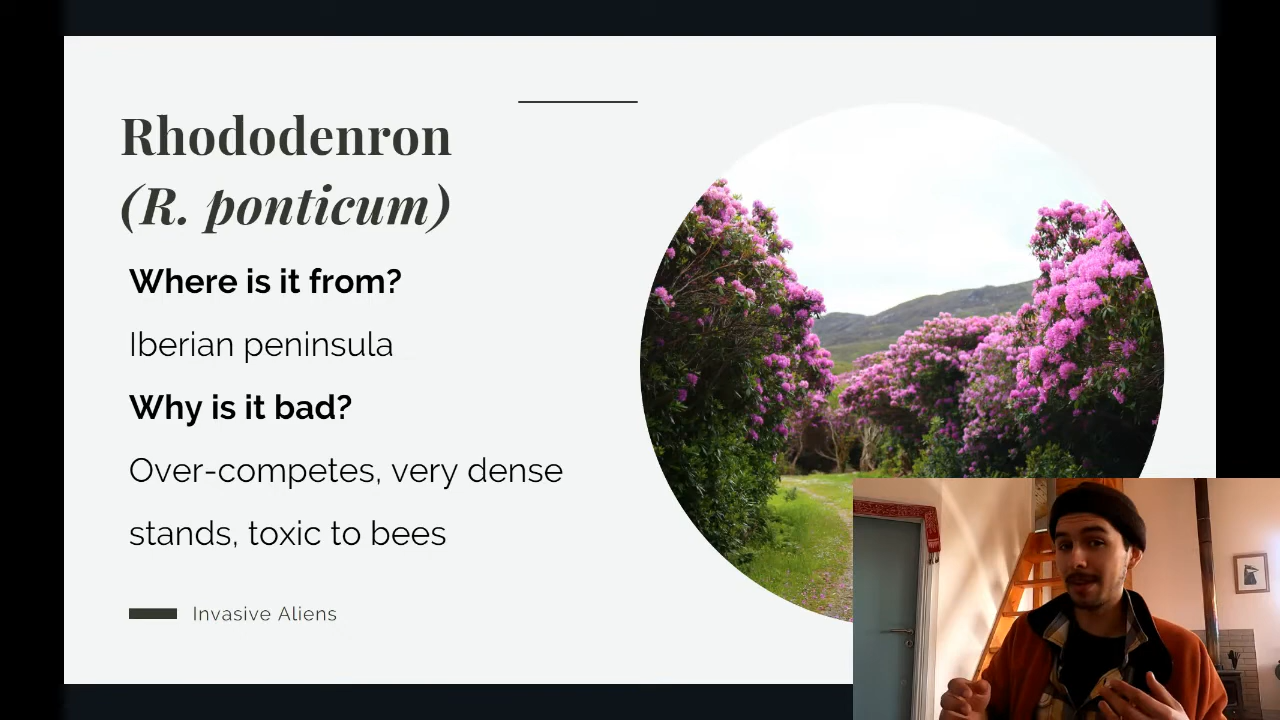 Rhododenron
(R. ponticum)
Where is it from?
Iberian peninsula
Why is it bad?
Over-competes, very dense
stands, toxic to bees
Invasive Aliens